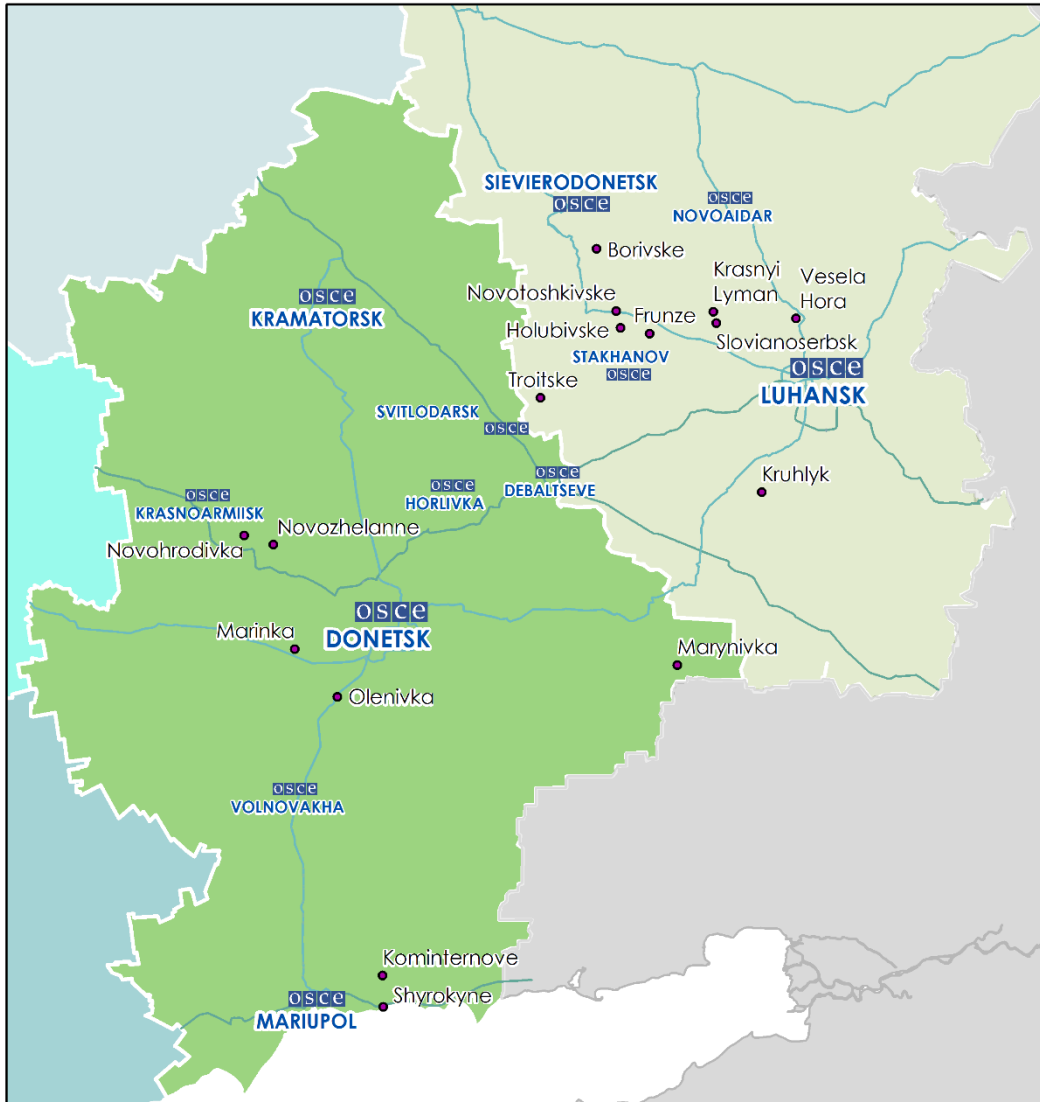 SIEVIERODONETSK
osce
osce
NOVOAIDAR
Borivske
Krasnyi
Lyman
Vesela
Hora
osce
KRAMATORSK
Novotoshkivske
Frunze
Holubivske
Slovianoserbsk
STAKHANOV
osce
osce
LUHANSK
Troitske
SVITLODARSK
osce
osce
DEBALTSEVE
osce
HORLIVKA
Kruhlyk
osce
KRASNOARMIISK
Novozhelanne
Novohrodivka
osce
DONETSK
Marinka
Marynivka
Olenivka
osce
VOLNOVAKHA
Kominternove
Shyrokyne
osce
MARIUPOL